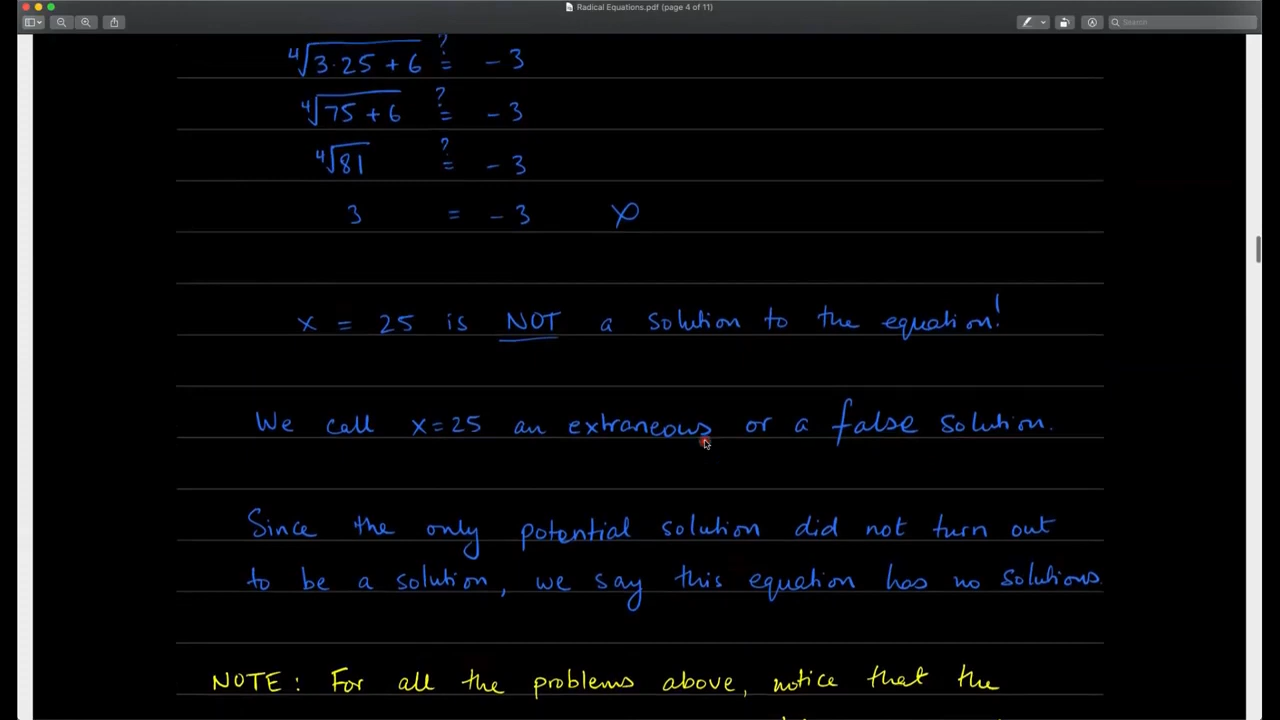 Radical Equations.pdf (page 4 of 11)
Search
∜(3·25 + 6) ≟ - 3
∜(75 + 6) ≟ - 3
∜81 ≟ - 3
3 = - 3 X
x = 25 is NOT a solution to the equation!
We call x=25 an extraneous or a false solution.
Since the only potential solution did not turn out
to be a solution, we say this equation has no solutions.
NOTE: For all the problems above, notice that the